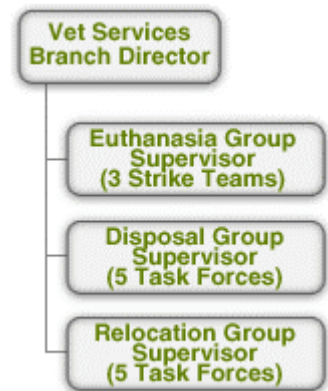 Vet Services
Branch Director
Euthanasia Group
Supervisor
(3 Strike Teams)
Disposal Group
Supervisor
(5 Task Forces)
Relocation Group
Supervisor
(5 Task Forces)